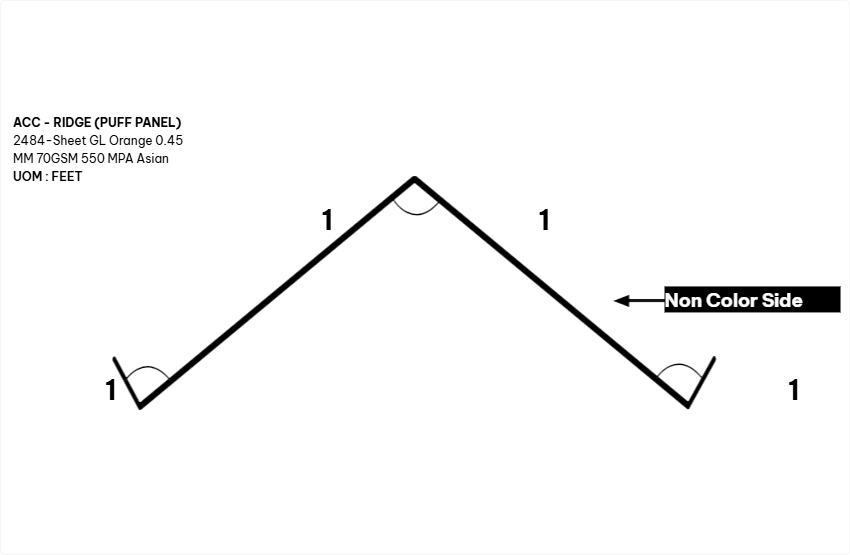 ACC - RIDGE (PUFF PANEL)
2484-Sheet GL Orange 0.45
MM 70GSM 550 MPA Asian
UOM : FEET
1
1
Non Color Side
1
1